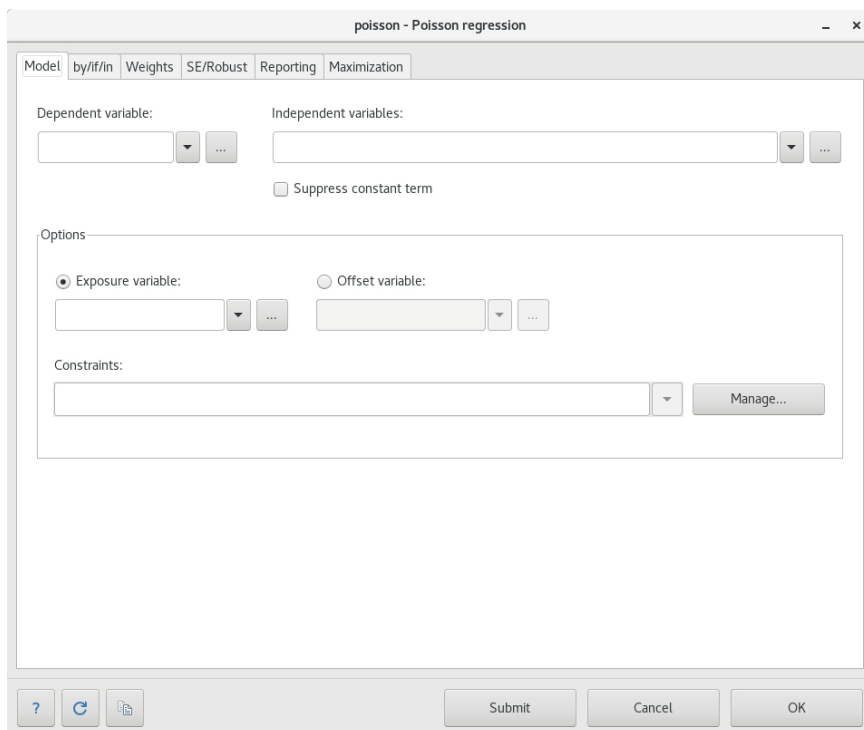 poisson - Poisson regression
Model by/if/in Weights SE/Robust Reporting Maximization
Dependent variable: Independent variables:
... ...
Suppress constant term
Options
Exposure variable: Offset variable:
... ...
Constraints:
Manage...
? Submit Cancel OK